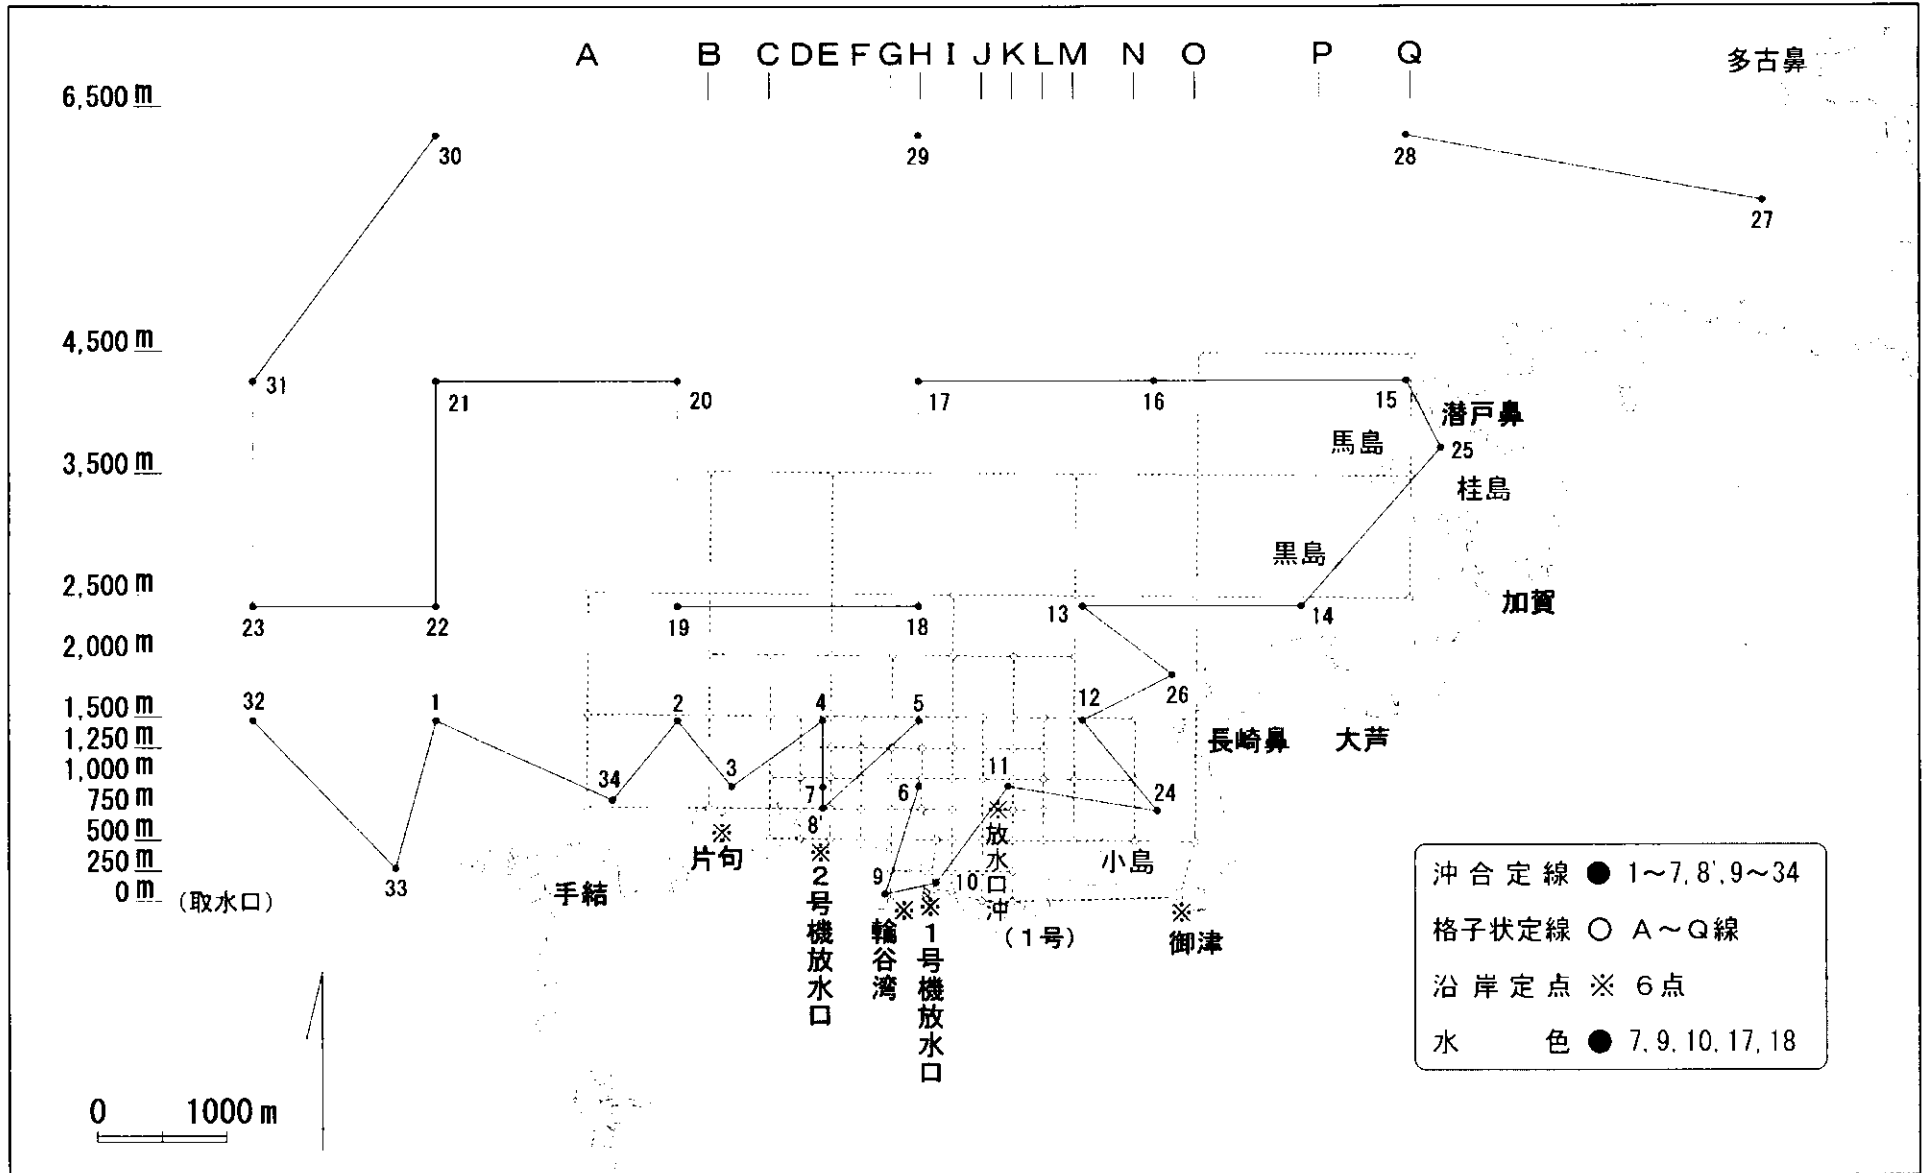 A B C D E F G H I J K L M N O P Q
多古鼻
6,500 m
30
29
28
27
4,500 m
31
21
20
17
16
15
潜戸鼻
馬島
25
3,500 m
桂島
黒島
2,500 m
加賀
23
22
19
18
13
14
2,000 m
32
1
2
4
5
12
26
1,500 m
長崎鼻
大芦
1,250 m
1,000 m
34
3
7
6
11
24
750 m
8'
※
※放水口沖
500 m
片句
※2号機放水口
小島
250 m
手結
33
9
10
0 m
(取水口)
※
輪谷湾
※1号機放水口
(1号)
※
御津
沖合定線 ● 1~7,8',9~34
格子状定線 ○ A~Q線
沿岸定点 ※ 6点
水色 ● 7,9,10,17,18
0 1000 m